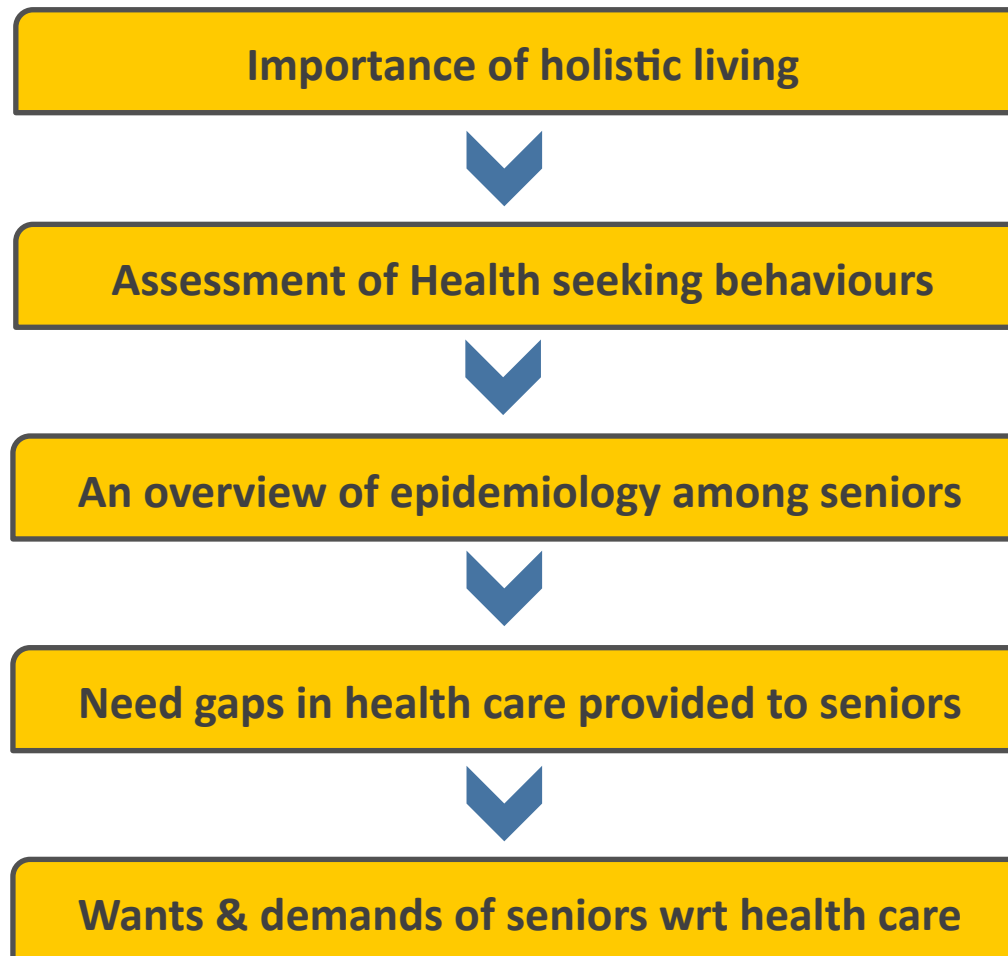 Importance of holistic living
Assessment of Health seeking behaviours
An overview of epidemiology among seniors
Need gaps in health care provided to seniors
Wants & demands of seniors wrt health care